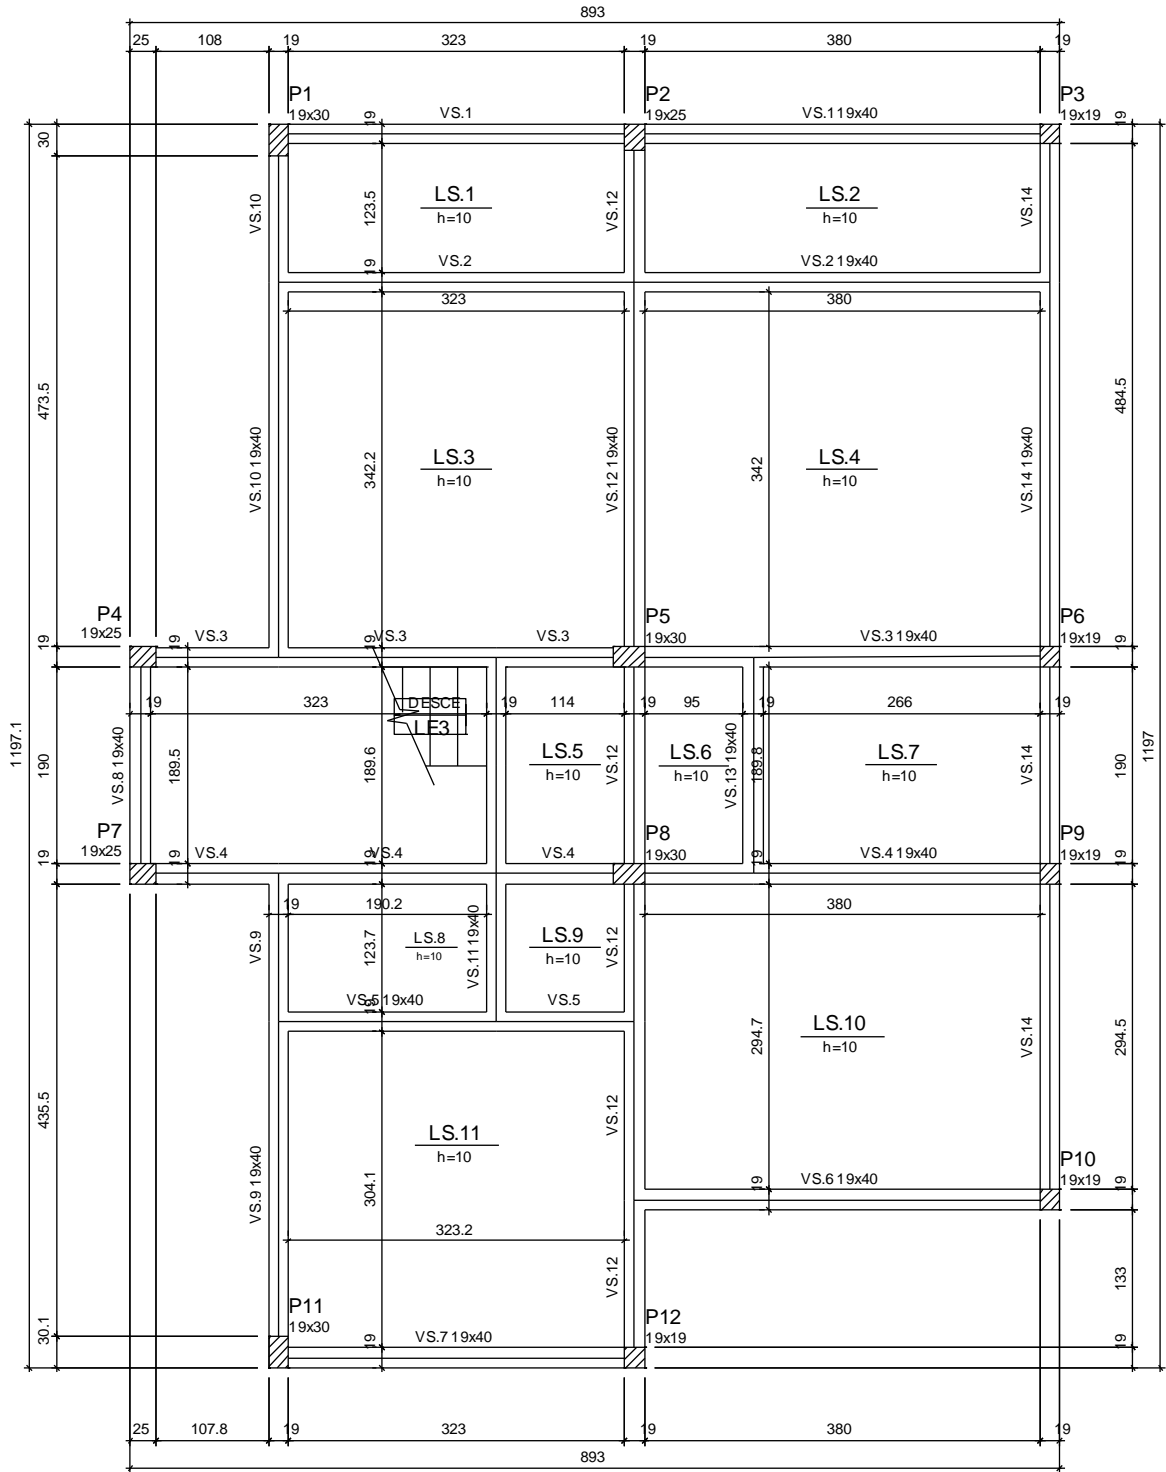 893
25 108 19 323 19 380 19
P1
19x30
VS.1
P2
19x25
VS.1 19x40
P3
19x19
19
19
30
VS.10
123.5
LS.1
h=10
VS.12
LS.2
h=10
VS.14
19
VS.2
VS.2 19x40
323
380
473.5
484.5
VS.10 19x40
342.2
LS.3
h=10
VS.12 19x40
342
LS.4
h=10
VS.14 19x40
P4
19x25
VS.3
VS.3
VS.3
P5
19x30
VS.3 19x40
P6
19x19
19
19
19
19
19 323 19 114 19 95 19 266 19
DESCE
LE3
1197.1
190
VS.8 19x40
189.5
189.6
LS.5
h=10
VS.12
LS.6
h=10
VS.13 19x40
189.8
LS.7
h=10
VS.14
190
1197
P7
19x25
VS.4
VS.4
VS.4
P8
19x30
VS.4 19x40
P9
19x19
19
19
19
19
19
19 190.2
380
VS.9
123.7
LS.8
h=10
VS.11 19x40
LS.9
h=10
VS.12
VS.5 19x40
19
VS.5
294.7
LS.10
h=10
VS.14
294.5
435.5
VS.9 19x40
304.1
LS.11
h=10
VS.12
19
VS.6 19x40
P10
19x19
19
323.2
VS.12
133
P11
19x30
VS.7 19x40
P12
19x19
30.1
19
19
25 107.8 19 323 19 380 19
893